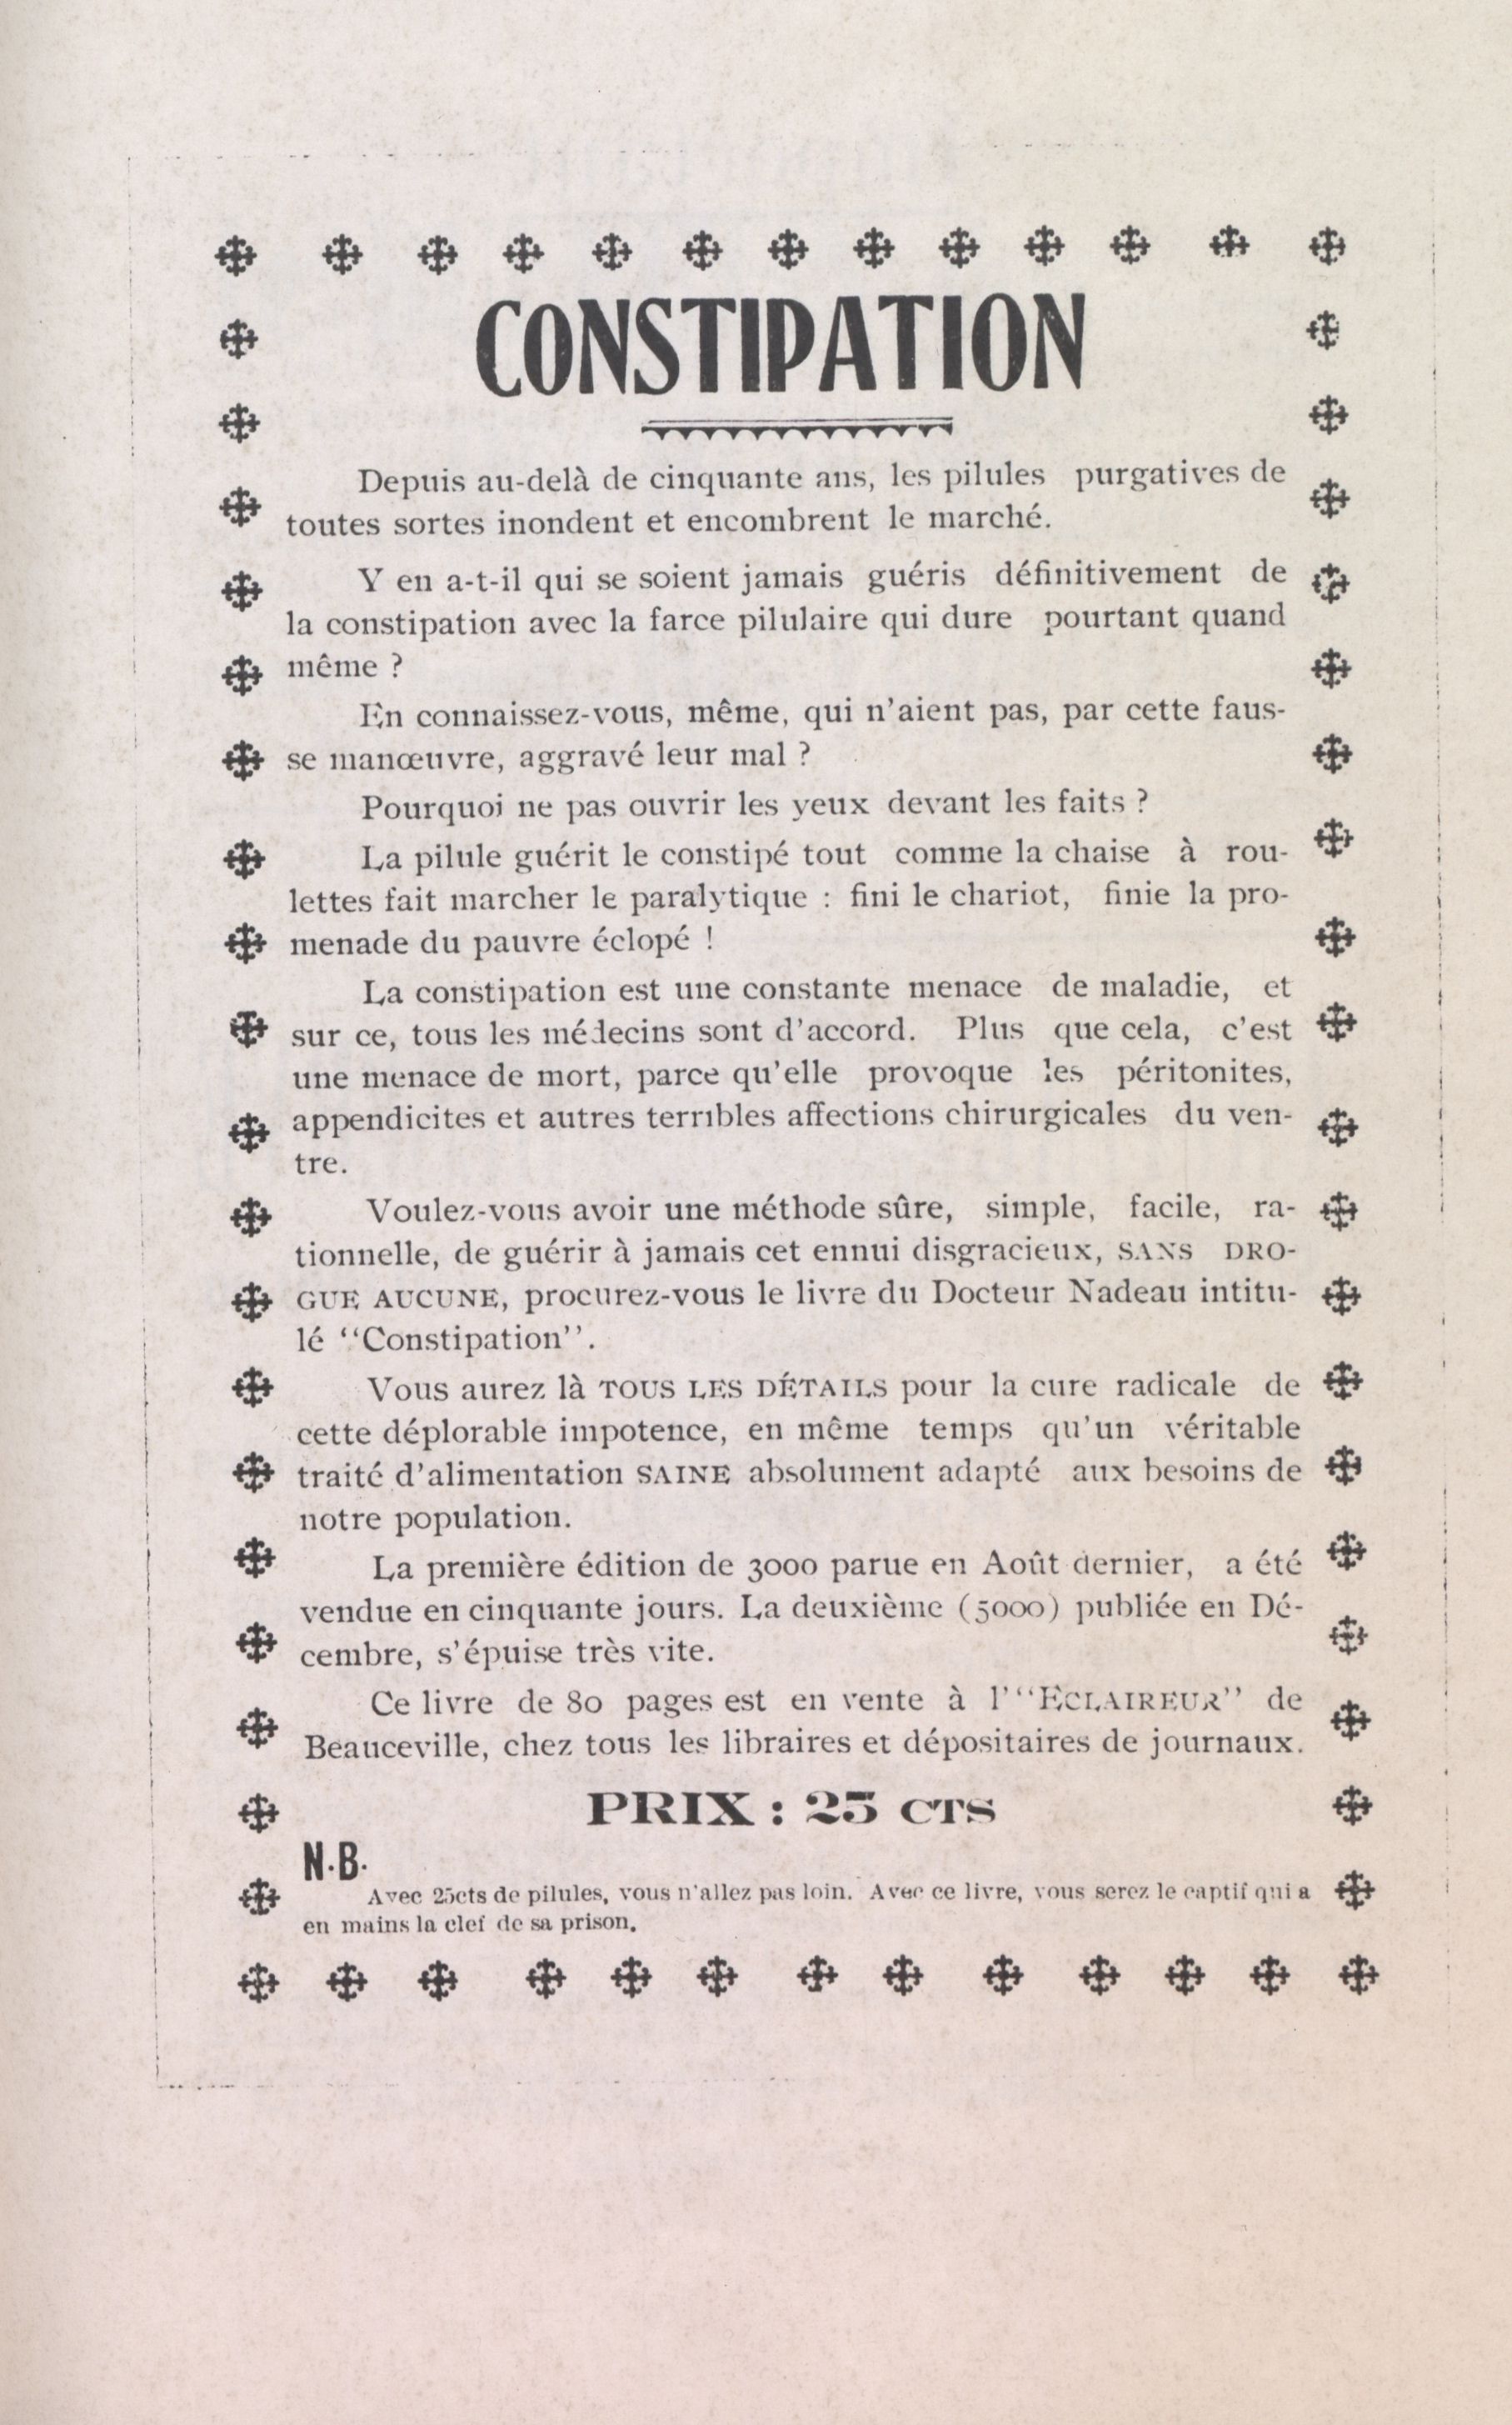 CONSTIPATION
Depuis au-delà de cinquante ans, les pilules purgatives de
toutes sortes inondent et encombrent le marché.
Y en a-t-il qui se soient jamais guéris définitivement de
la constipation avec la farce pilulaire qui dure pourtant quand
même ?
En connaissez-vous, même, qui n'aient pas, par cette faus-
se manœuvre, aggravé leur mal ?
Pourquoi ne pas ouvrir les yeux devant les faits ?
La pilule guérit le constipé tout comme la chaise à rou-
lettes fait marcher le paralytique : fini le chariot, finie la pro-
menade du pauvre éclopé !
La constipation est une constante menace de maladie, et
sur ce, tous les médecins sont d'accord. Plus que cela, c'est
une menace de mort, parce qu'elle provoque les péritonites,
appendicites et autres terribles affections chirurgicales du ven-
tre.
Voulez-vous avoir une méthode sûre, simple, facile, ra-
tionnelle, de guérir à jamais cet ennui disgracieux, SANS DRO-
GUE AUCUNE, procurez-vous le livre du Docteur Nadeau intitu-
lé ‘‘Constipation’’.
Vous aurez là TOUS LES DÉTAILS pour la cure radicale de
cette déplorable impotence, en même temps qu'un véritable
traité d'alimentation SAINE absolument adapté aux besoins de
notre population.
La première édition de 3000 parue en Août dernier, a été
vendue en cinquante jours. La deuxième (5000) publiée en Dé-
cembre, s'épuise très vite.
Ce livre de 80 pages est en vente à l'‘‘ÉCLAIREUR’’ de
Beauceville, chez tous les libraires et dépositaires de journaux.
PRIX : 25 CTS
N.B.
Avec 25cts de pilules, vous n'allez pas loin. Avec ce livre, vous serez le captif qui a
en mains la clef de sa prison.